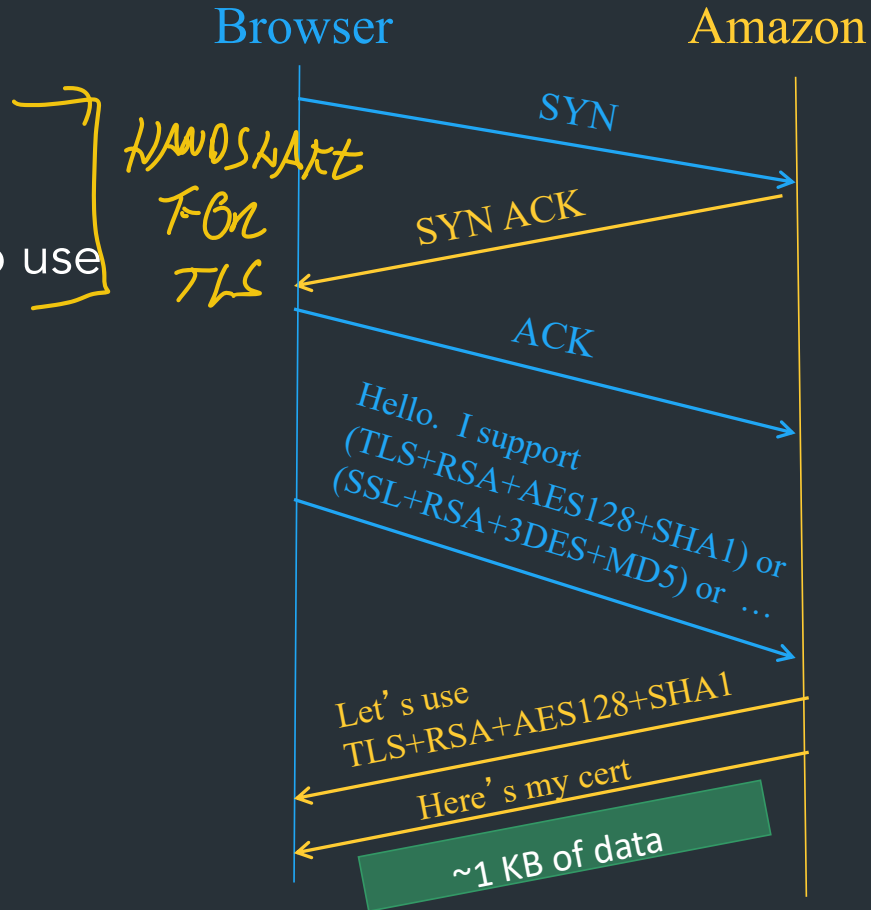 Browser
Amazon
SYN
HANDSHAKE
FOR
TLS
SYN ACK
o use
ACK
Hello. I support
(TLS+RSA+AES128+SHA1) or
(SSL+RSA+3DES+MD5) or …
Let’s use
TLS+RSA+AES128+SHA1
Here’s my cert
~1 KB of data